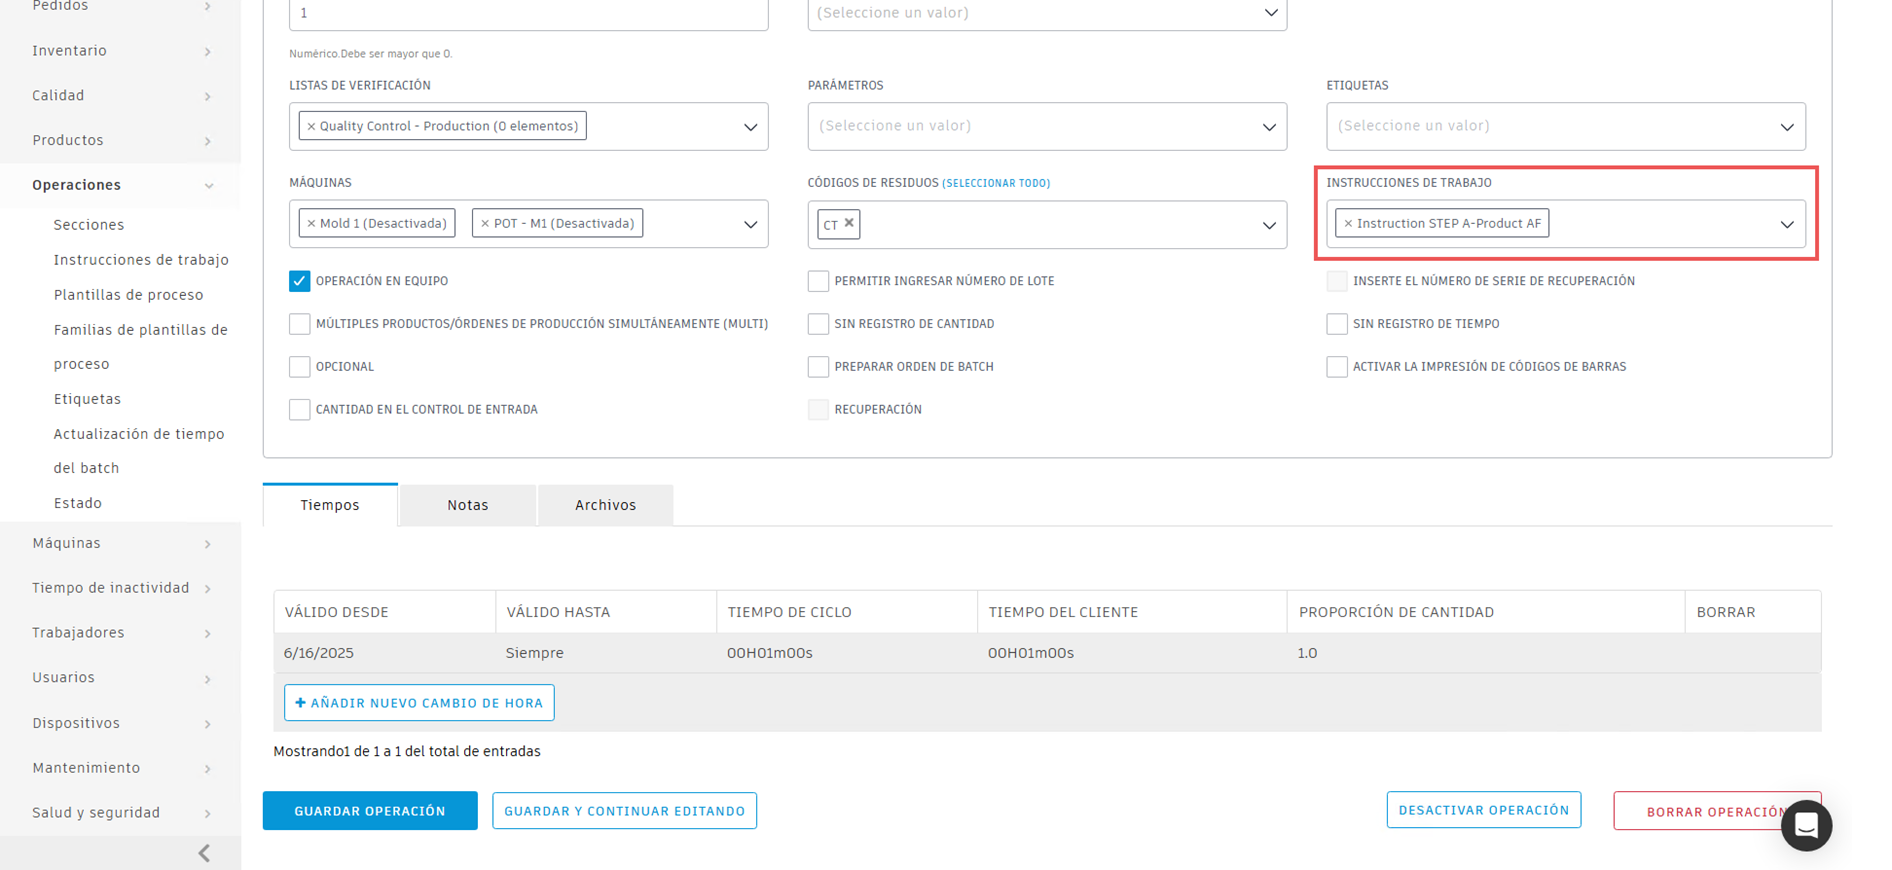 Pedidos
Inventario
Calidad
Productos
Operaciones
Secciones
Instrucciones de trabajo
Plantillas de proceso
Familias de plantillas de
proceso
Etiquetas
Actualización de tiempo
del batch
Estado
Máquinas
Tiempo de inactividad
Trabajadores
Usuarios
Dispositivos
Mantenimiento
Salud y seguridad
1
(Seleccione un valor)
Numérico.Debe ser mayor que 0.
LISTAS DE VERIFICACIÓN
PARÁMETROS
ETIQUETAS
× Quality Control - Production (0 elementos)
(Seleccione un valor)
(Seleccione un valor)
MÁQUINAS
CÓDIGOS DE RESIDUOS (SELECCIONAR TODO)
INSTRUCCIONES DE TRABAJO
× Mold 1 (Desactivada) × POT - M1 (Desactivada)
CT ×
× Instruction STEP A-Product AF
OPERACIÓN EN EQUIPO
PERMITIR INGRESAR NÚMERO DE LOTE
INSERTE EL NÚMERO DE SERIE DE RECUPERACIÓN
MÚLTIPLES PRODUCTOS/ÓRDENES DE PRODUCCIÓN SIMULTÁNEAMENTE (MULTI)
SIN REGISTRO DE CANTIDAD
SIN REGISTRO DE TIEMPO
OPCIONAL
PREPARAR ORDEN DE BATCH
ACTIVAR LA IMPRESIÓN DE CÓDIGOS DE BARRAS
CANTIDAD EN EL CONTROL DE ENTRADA
RECUPERACIÓN
Tiempos Notas Archivos
VÁLIDO DESDE VÁLIDO HASTA TIEMPO DE CICLO TIEMPO DEL CLIENTE PROPORCIÓN DE CANTIDAD BORRAR
6/16/2025 Siempre 00H01m00s 00H01m00s 1.0
+ AÑADIR NUEVO CAMBIO DE HORA
Mostrando1 de 1 a 1 del total de entradas
GUARDAR OPERACIÓN GUARDAR Y CONTINUAR EDITANDO DESACTIVAR OPERACIÓN BORRAR OPERACIÓN